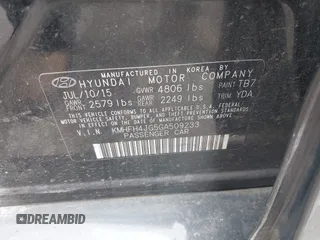 MANUFACTURED IN KOREA BY
HYUNDAI MOTOR COMPANY
JUL/10/15 GVWR 4806 lbs PAINT TB7
GAWR FRONT 2579 lbs GAWR REAR 2249 lbs TRIM YDA
THIS VEHICLE CONFORMS TO ALL APPLICABLE
FEDERAL MOTOR VEHICLE SAFETY BUMPER AND
THEFT PREVENTION STANDARDS IN EFFECT ON
THE DATE OF MANUFACTURE SHOWN ABOVE.
V.I.N. KMHFH4JG5GA509233
PASSENGER CAR
DREAMBID